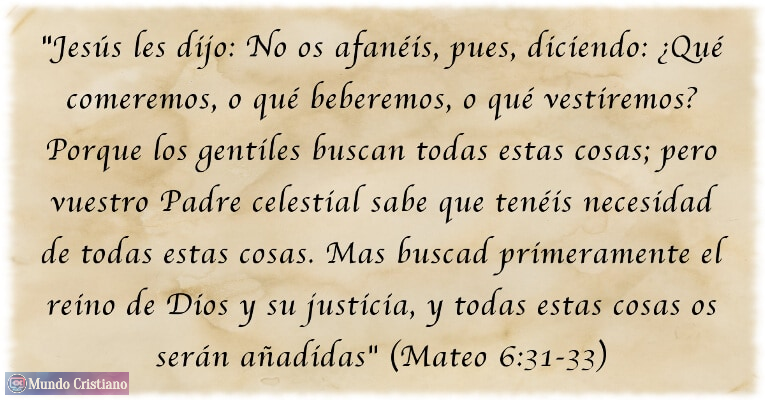 "Jesús les dijo: No os afanéis, pues, diciendo: ¿Qué
comeremos, o qué beberemos, o qué vestiremos?
Porque los gentiles buscan todas estas cosas; pero
vuestro Padre celestial sabe que tenéis necesidad
de todas estas cosas. Mas buscad primeramente el
reino de Dios y su justicia, y todas estas cosas os
serán añadidas" (Mateo 6:31-33)
Mundo Cristiano